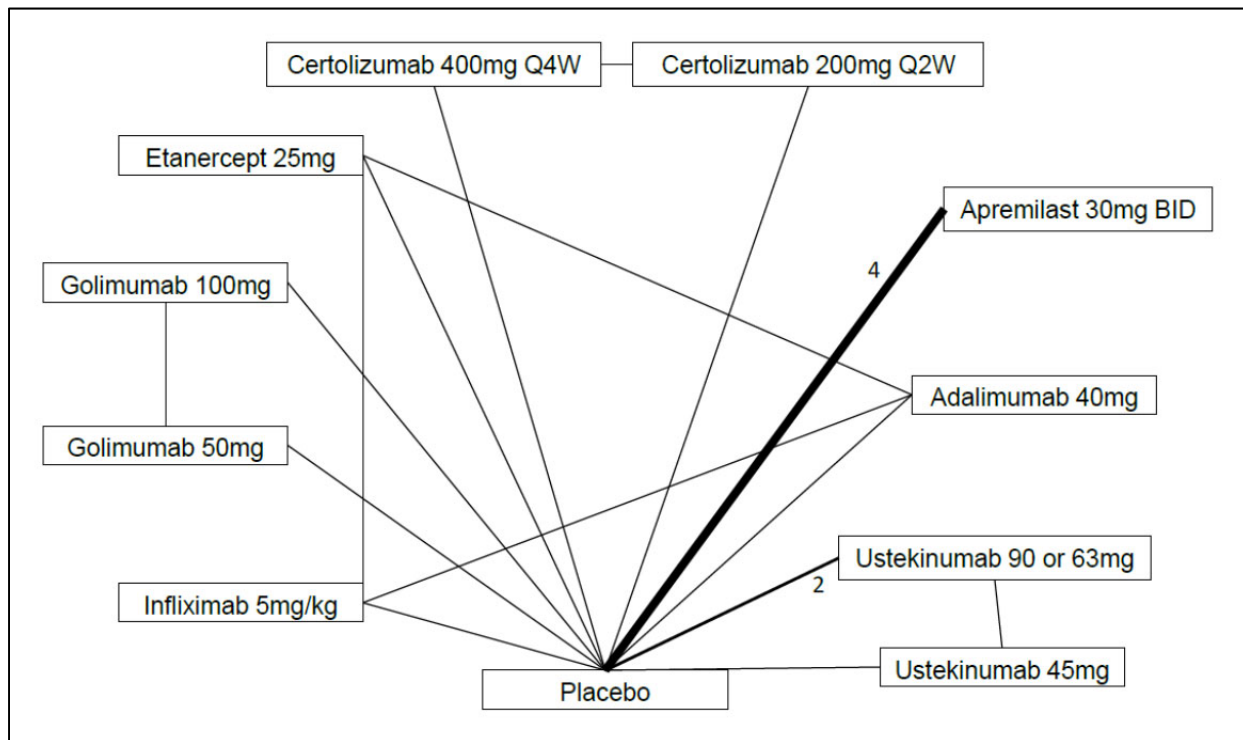 Certolizumab 400mg Q4W
Certolizumab 200mg Q2W
Etanercept 25mg
Apremilast 30mg BID
4
Golimumab 100mg
Adalimumab 40mg
Golimumab 50mg
Ustekinumab 90 or 63mg
2
Infliximab 5mg/kg
Ustekinumab 45mg
Placebo